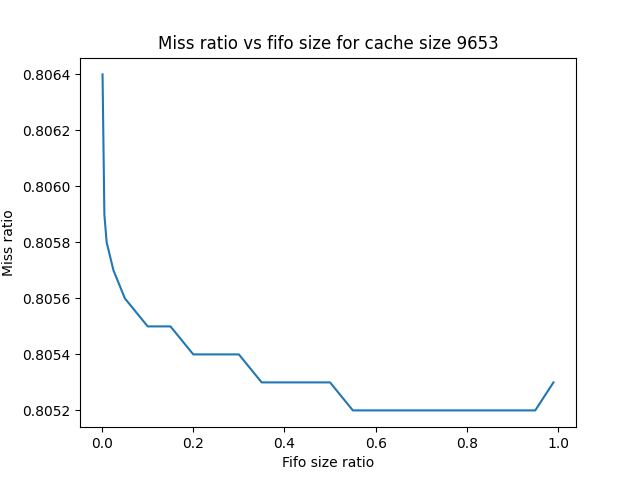 Miss ratio vs fifo size for cache size 9653
0.8064
0.8062
0.8060
0.8058
0.8056
0.8054
0.8052
Miss ratio
0.0 0.2 0.4 0.6 0.8 1.0
Fifo size ratio